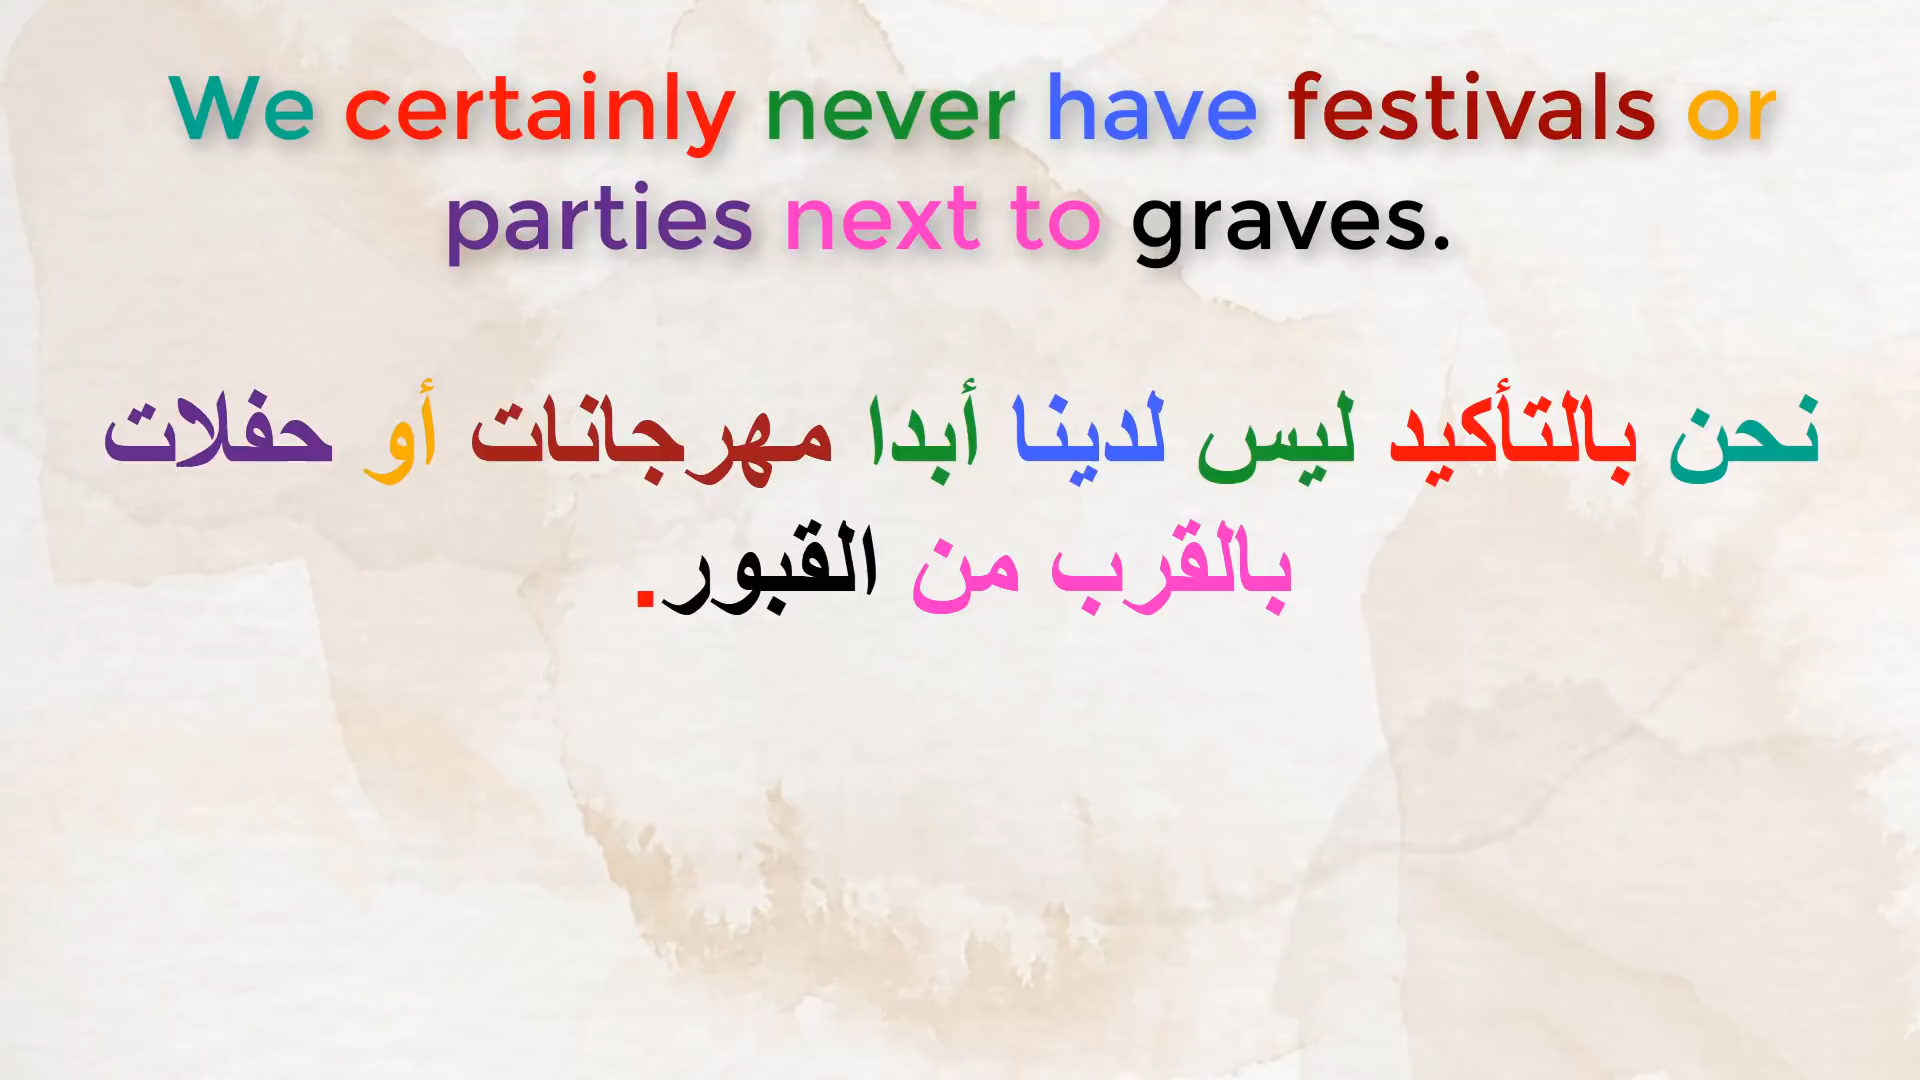 We certainly never have festivals or
parties next to graves.
نحن بالتأكيد ليس لدينا أبدا مهرجانات أو حفلات
بالقرب من القبور.